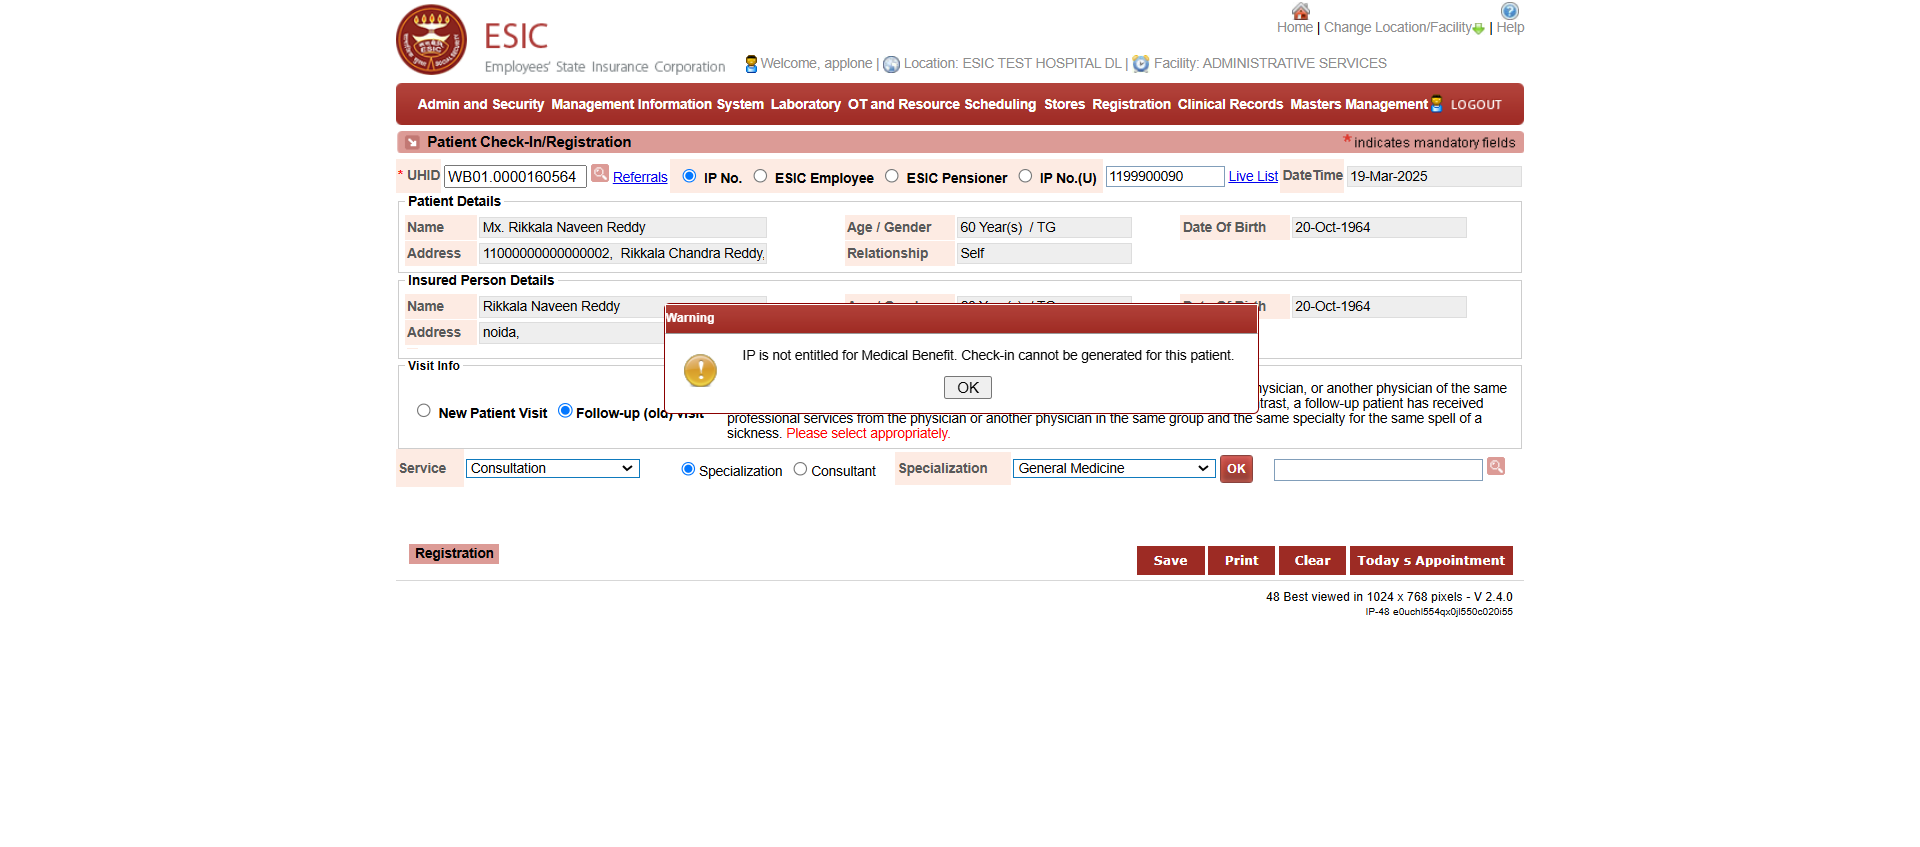 Home | Change Location/Facility | Help
ESIC
Employees' State Insurance Corporation
Welcome, applone | Location: ESIC TEST HOSPITAL DL | Facility: ADMINISTRATIVE SERVICES
Admin and Security Management Information System Laboratory OT and Resource Scheduling Stores Registration Clinical Records Masters Management LOGOUT
Patient Check-In/Registration * indicates mandatory fields
* UHID WB01.0000160564 Referrals IP No. ESIC Employee ESIC Pensioner IP No.(U) 1199900090 Live List DateTime 19-Mar-2025
Patient Details
Name Mx. Rikkala Naveen Reddy Age / Gender 60 Year(s) / TG Date Of Birth 20-Oct-1964
Address 11000000000000002, Rikkala Chandra Reddy, Relationship Self
Insured Person Details
Name Rikkala Naveen Reddy 20-Oct-1964
Address noida,
Warning
IP is not entitled for Medical Benefit. Check-in cannot be generated for this patient.
OK
Visit Info
New Patient Visit Follow-up (old) visit
hysician, or another physician of the same
trast, a follow-up patient has received
professional services from the physician or another physician in the same group and the same specialty for the same spell of a
sickness. Please select appropriately.
Service Consultation Specialization Consultant Specialization General Medicine OK
Registration Save Print Clear Today s Appointment
48 Best viewed in 1024 x 768 pixels - V 2.4.0
IP-48 e0uchl554qx0jl550c020i55